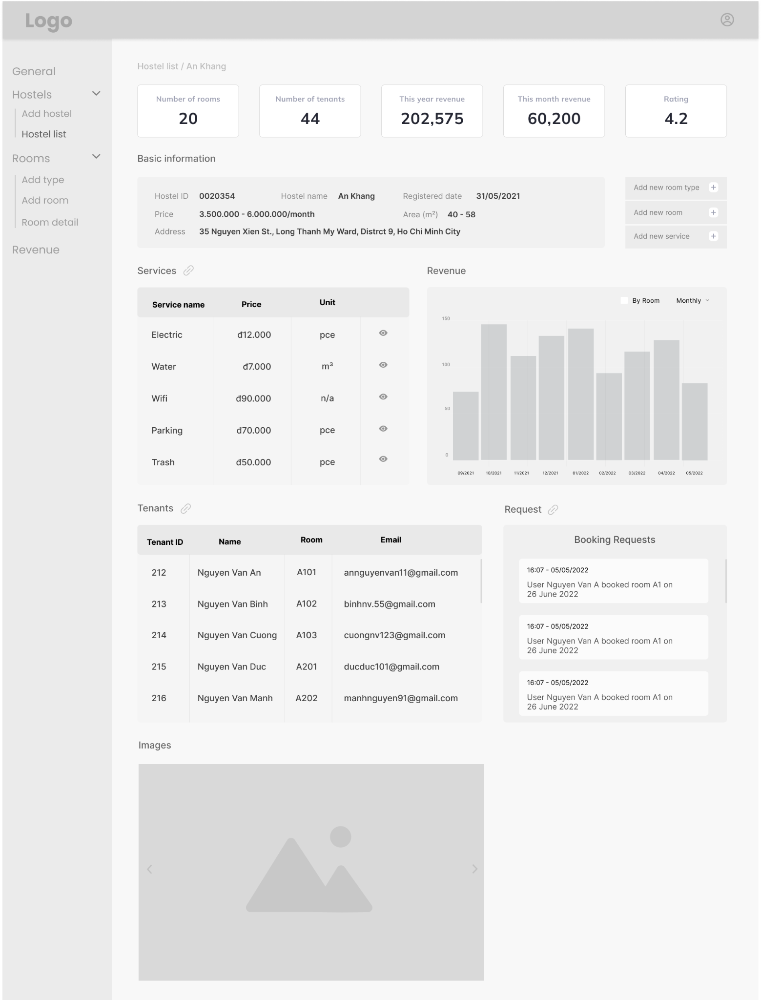 Logo
General
Hostels
Add hostel
Hostel list
Rooms
Add type
Add room
Room detail
Revenue
Hostel list / An Khang
Number of rooms
20
Number of tenants
44
This year revenue
202,575
This month revenue
60,200
Rating
4.2
Basic information
Hostel ID 0020354 Hostel name An Khang Registered date 31/05/2021
Price 3.500.000 - 6.000.000/month Area (m²) 40 - 58
Address 35 Nguyen Xien St., Long Thanh My Ward, Distrct 9, Ho Chi Minh City
Add new room type +
Add new room +
Add new service +
Services
Service name Price Unit
Electric đ12.000 pce
Water đ7.000 m³
Wifi đ90.000 n/a
Parking đ70.000 pce
Trash đ50.000 pce
Revenue
By Room Monthly
150
100
50
0
09/2021 10/2021 11/2021 12/2021 01/2022 02/2022 03/2022 04/2022 05/2022
Tenants
Tenant ID Name Room Email
212 Nguyen Van An A101 annguyenvan11@gmail.com
213 Nguyen Van Binh A102 binhnv.55@gmail.com
214 Nguyen Van Cuong A103 cuongnv123@gmail.com
215 Nguyen Van Duc A201 ducduc101@gmail.com
216 Nguyen Van Manh A202 manhnguyen91@gmail.com
Request
Booking Requests
16:07 - 05/05/2022
User Nguyen Van A booked room A1 on
26 June 2022
16:07 - 05/05/2022
User Nguyen Van A booked room A1 on
26 June 2022
16:07 - 05/05/2022
User Nguyen Van A booked room A1 on
26 June 2022
Images